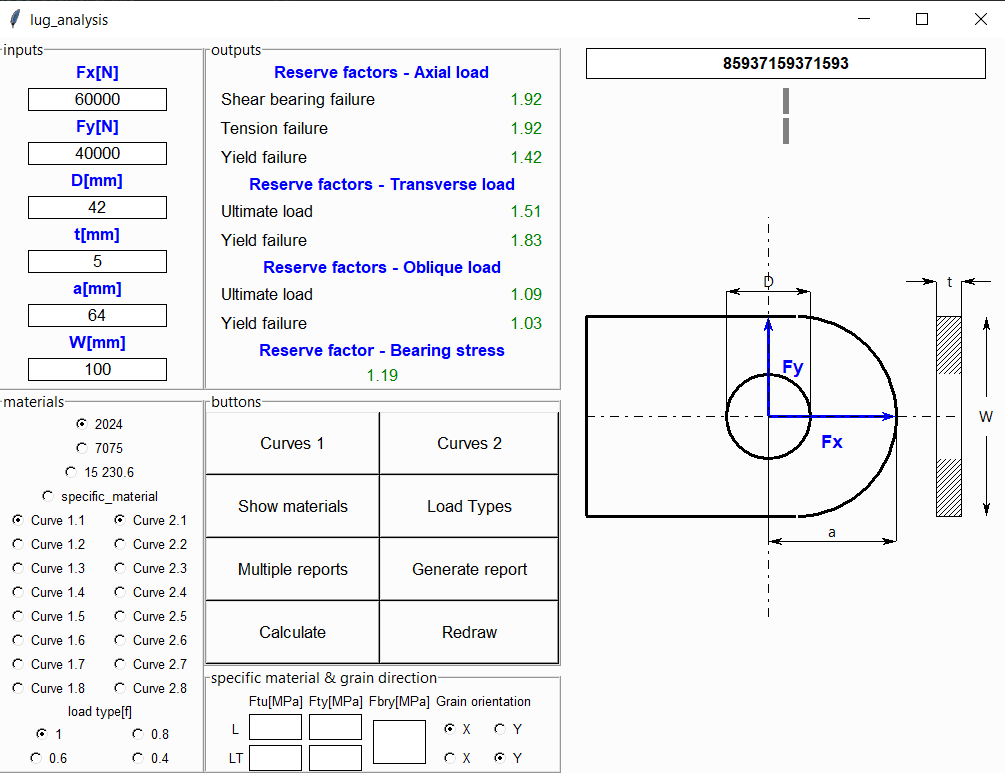 lug_analysis
inputs
Fx[N]
60000
Fy[N]
40000
D[mm]
42
t[mm]
5
a[mm]
64
W[mm]
100
outputs
Reserve factors - Axial load
Shear bearing failure 1.92
Tension failure 1.92
Yield failure 1.42
Reserve factors - Transverse load
Ultimate load 1.51
Yield failure 1.83
Reserve factors - Oblique load
Ultimate load 1.09
Yield failure 1.03
Reserve factor - Bearing stress
1.19
materials
2024
7075
15 230.6
specific_material
Curve 1.1 Curve 2.1
Curve 1.2 Curve 2.2
Curve 1.3 Curve 2.3
Curve 1.4 Curve 2.4
Curve 1.5 Curve 2.5
Curve 1.6 Curve 2.6
Curve 1.7 Curve 2.7
Curve 1.8 Curve 2.8
load type[f]
1 0.8
0.6 0.4
buttons
Curves 1 Curves 2
Show materials Load Types
Multiple reports Generate report
Calculate Redraw
specific material & grain direction
Ftu[MPa] Fty[MPa] Fbry[MPa] Grain orientation
L X Y
LT X Y
85937159371593
D
t
Fy
W
Fx
a